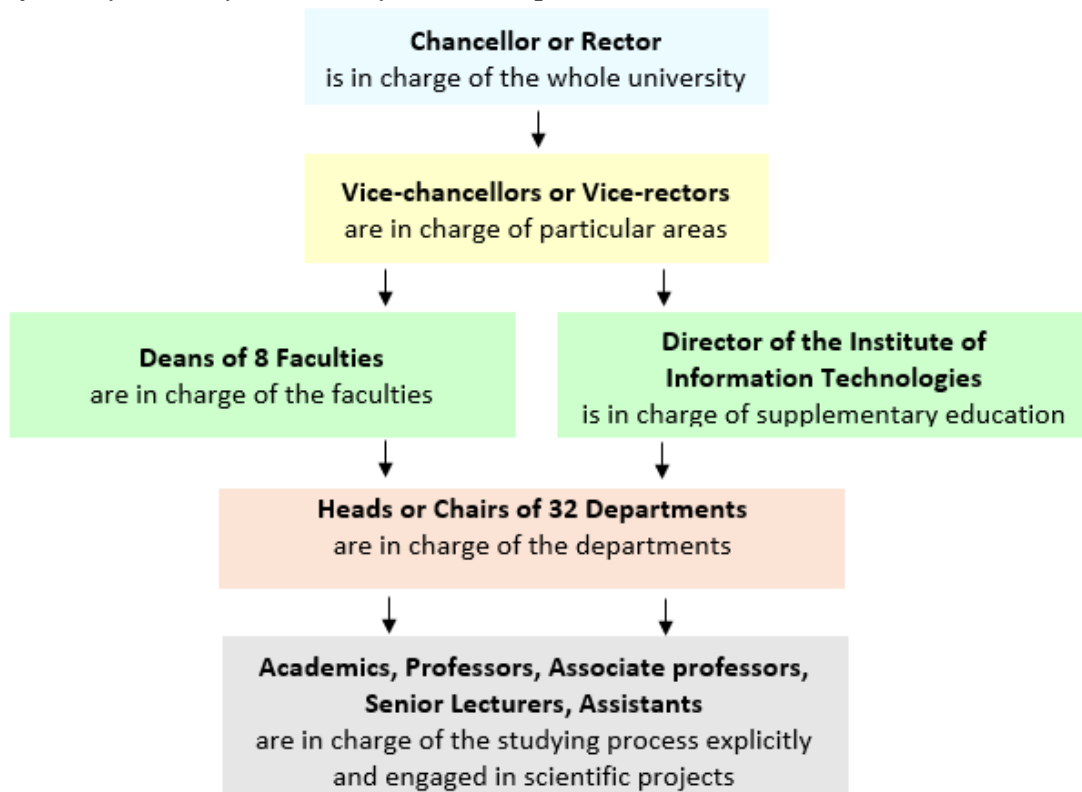 Chancellor or Rector
is in charge of the whole university
Vice-chancellors or Vice-rectors
are in charge of particular areas
Deans of 8 Faculties
are in charge of the faculties
Director of the Institute of
Information Technologies
is in charge of supplementary education
Heads or Chairs of 32 Departments
are in charge of the departments
Academics, Professors, Associate professors,
Senior Lecturers, Assistants
are in charge of the studying process explicitly
and engaged in scientific projects